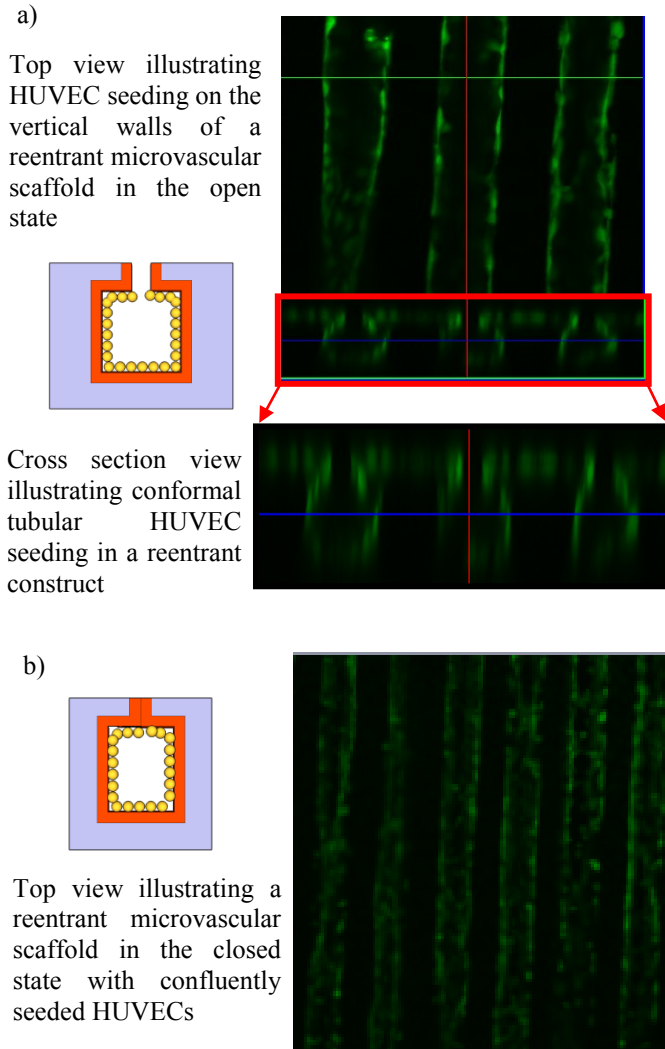 a)
Top view illustrating
HUVEC seeding on the
vertical walls of a
reentrant microvascular
scaffold in the open
state
Cross section view
illustrating conformal
tubular HUVEC
seeding in a reentrant
construct
b)
Top view illustrating a
reentrant microvascular
scaffold in the closed
state with confluently
seeded HUVECs